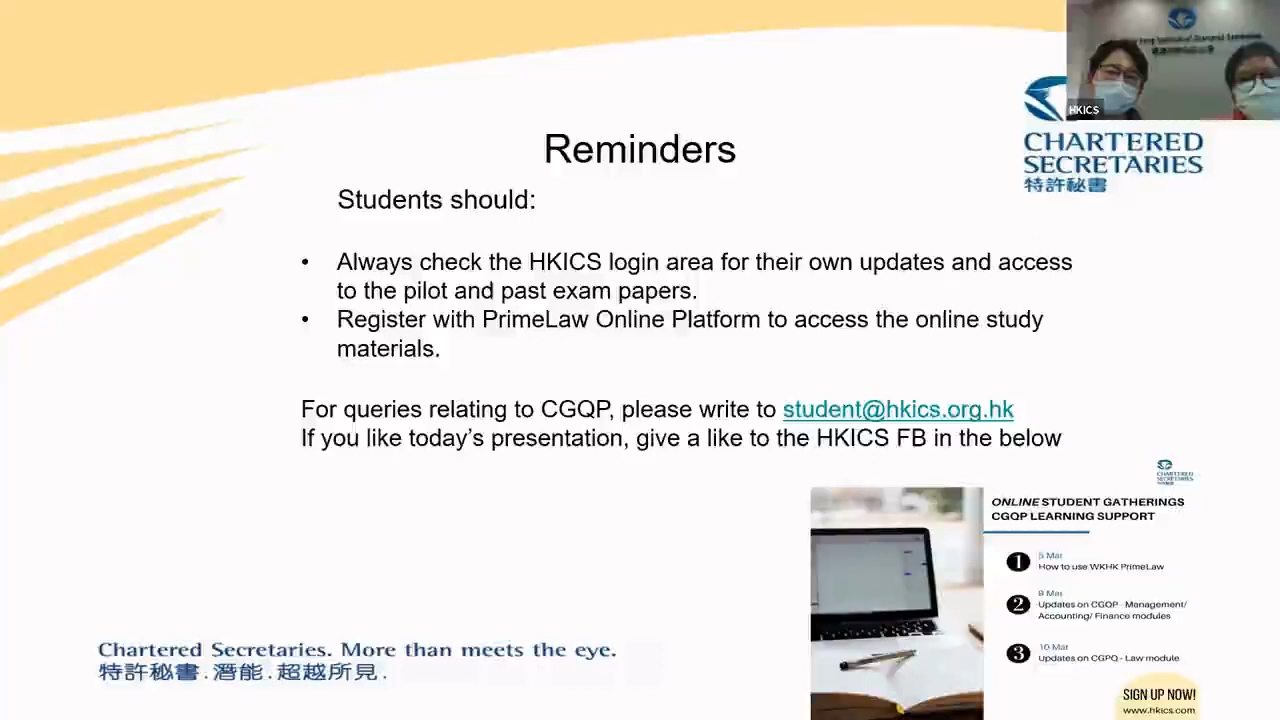 HKICS
CHARTERED
SECRETARIES
特許秘書
Reminders
Students should:
• Always check the HKICS login area for their own updates and access
to the pilot and past exam papers.
• Register with PrimeLaw Online Platform to access the online study
materials.
For queries relating to CGQP, please write to student@hkics.org.hk
If you like today's presentation, give a like to the HKICS FB in the below
CHARTERED
SECRETARIES
ONLINE STUDENT GATHERINGS
CGQP LEARNING SUPPORT
1 5 Mar
How to use WKHK PrimeLaw
2 9 Mar
Updates on CGQP - Management/
Accounting/ Finance modules
3 10 Mar
Updates on CGPQ - Law module
SIGN UP NOW!
www.hkics.com
Chartered Secretaries. More than meets the eye.
特許秘書.潛能.超越所見.